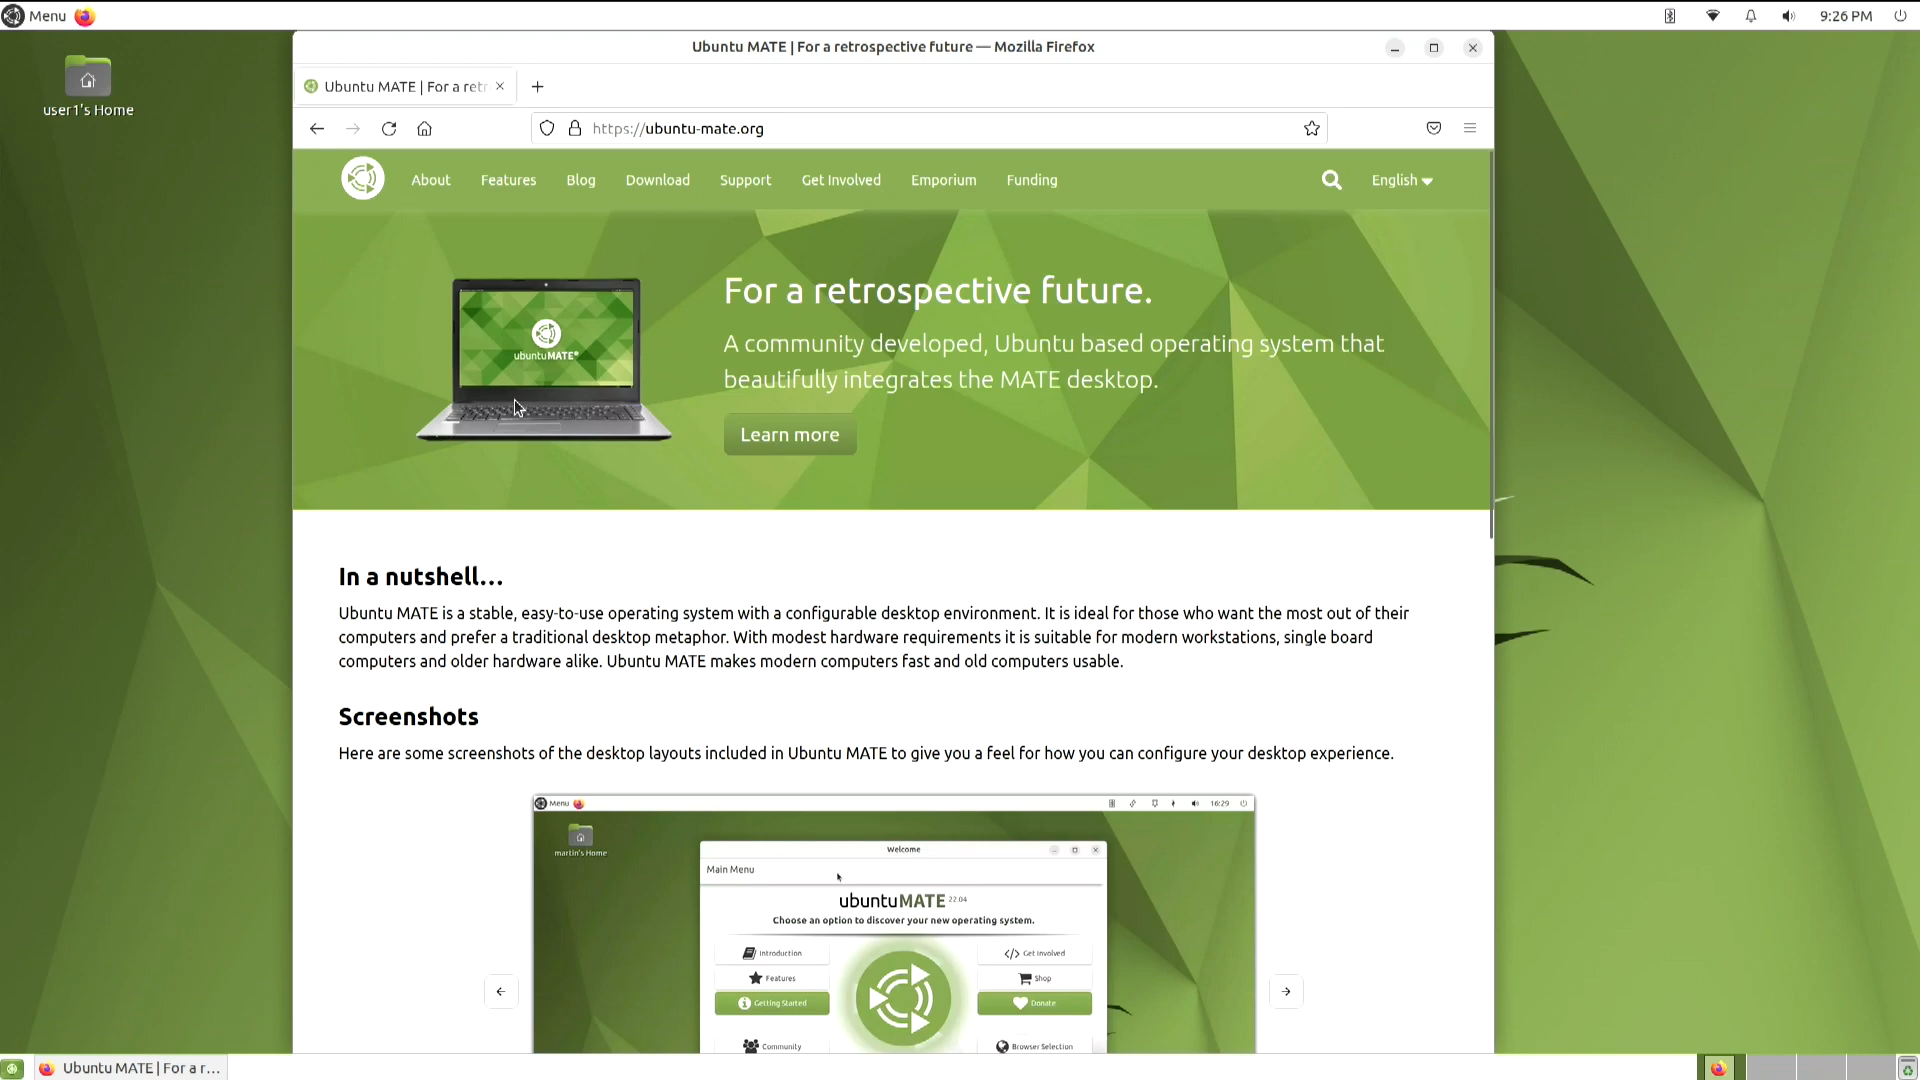 Menu
9:26 PM
user1's Home
Ubuntu MATE | For a retrospective future — Mozilla Firefox
Ubuntu MATE | For a retr
https://ubuntu-mate.org
About Features Blog Download Support Get Involved Emporium Funding English
ubuntuMATE
For a retrospective future.
A community developed, Ubuntu based operating system that
beautifully integrates the MATE desktop.
Learn more
In a nutshell…
Ubuntu MATE is a stable, easy-to-use operating system with a configurable desktop environment. It is ideal for those who want the most out of their
computers and prefer a traditional desktop metaphor. With modest hardware requirements it is suitable for modern workstations, single board
computers and older hardware alike. Ubuntu MATE makes modern computers fast and old computers usable.
Screenshots
Here are some screenshots of the desktop layouts included in Ubuntu MATE to give you a feel for how you can configure your desktop experience.
Menu 16:29
martin's Home
Welcome
Main Menu
ubuntuMATE 22.04
Choose an option to discover your new operating system.
Introduction Get Involved
Features Shop
Getting Started Donate
Community Browser Selection
Ubuntu MATE | For a r...